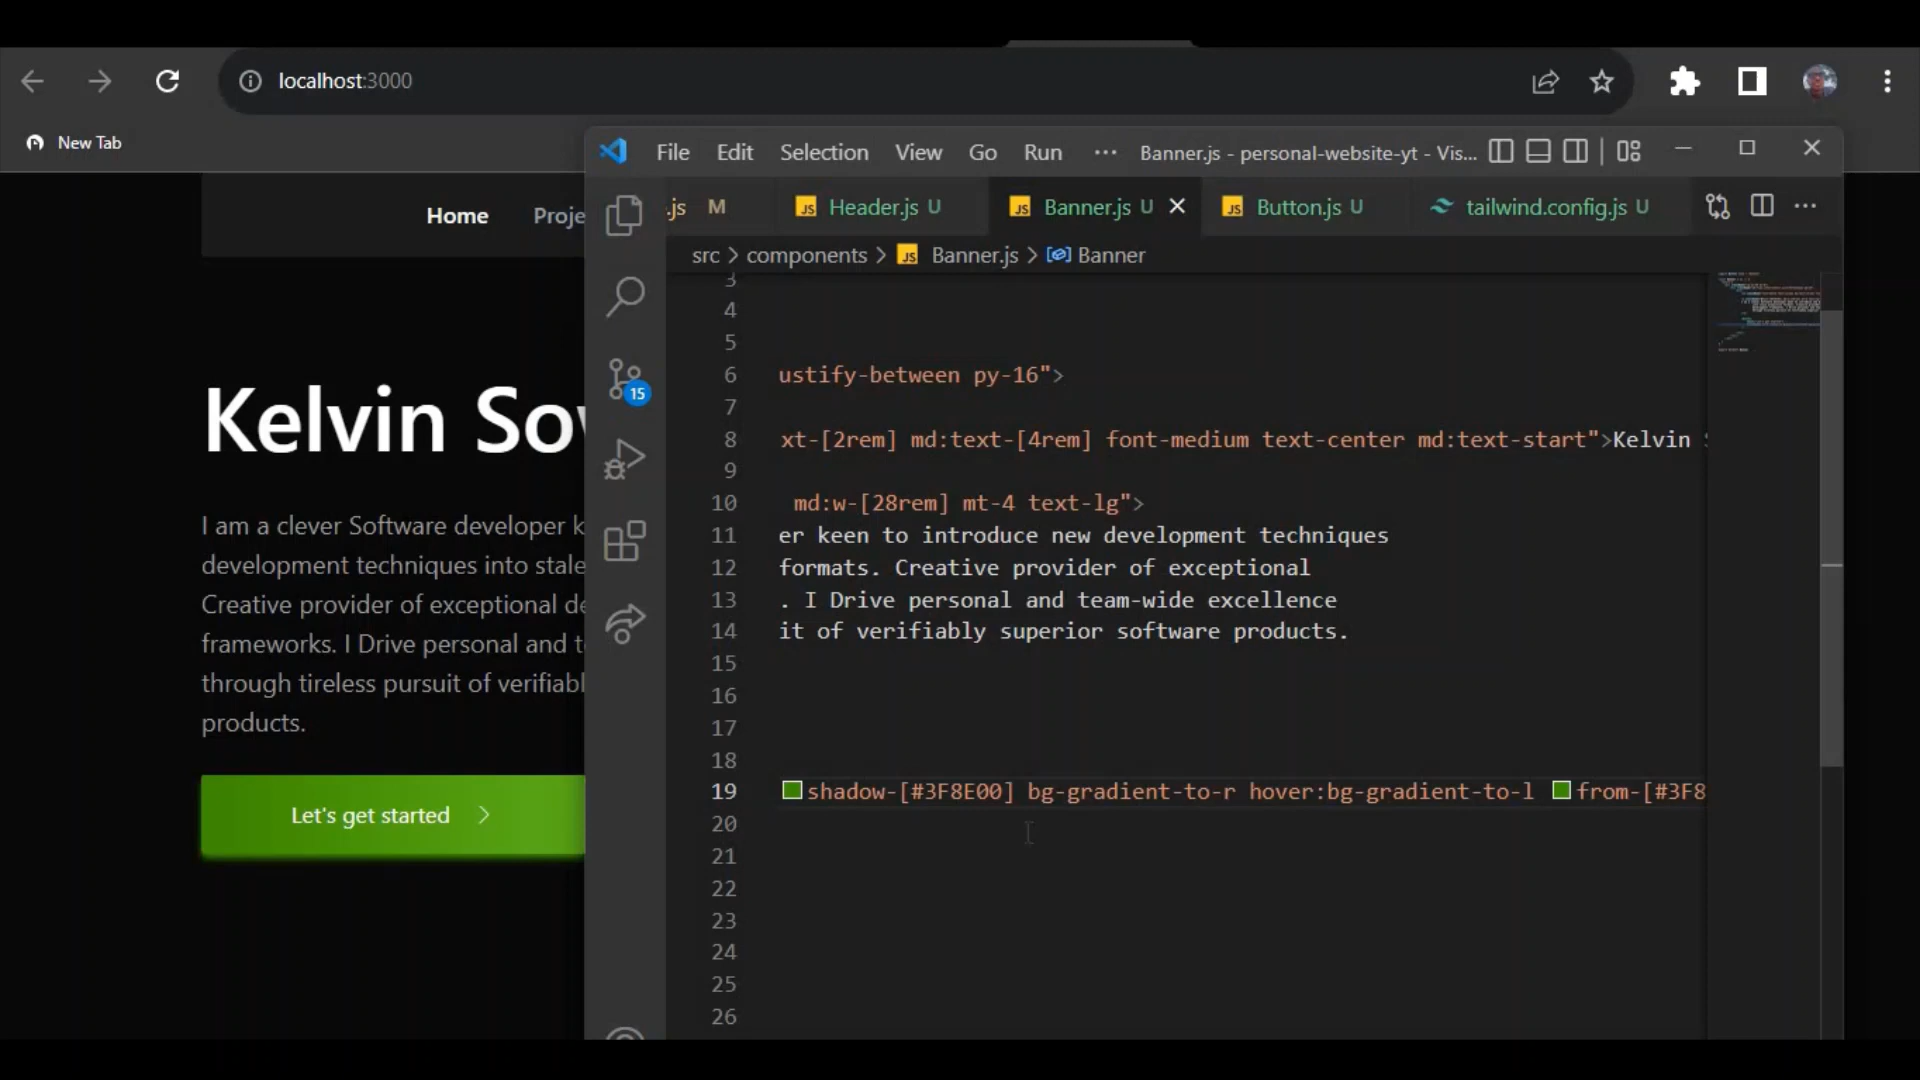 localhost:3000
New Tab
File Edit Selection View Go Run ··· Banner.js - personal-website-yt - Vis...
.js M Header.js U Banner.js U Button.js U tailwind.config.js U
src > components > Banner.js > Banner
Home Proje
Kelvin So
I am a clever Software developer k
development techniques into stale
Creative provider of exceptional de
frameworks. I Drive personal and t
through tireless pursuit of verifiabl
products.
Let's get started
15
3
4
5
6 ustify-between py-16">
7
8 xt-[2rem] md:text-[4rem] font-medium text-center md:text-start">Kelvin
9
10 md:w-[28rem] mt-4 text-lg">
11 er keen to introduce new development techniques
12 formats. Creative provider of exceptional
13 . I Drive personal and team-wide excellence
14 it of verifiably superior software products.
15
16
17
18
19 shadow-[#3F8E00] bg-gradient-to-r hover:bg-gradient-to-l from-[#3F8
20
21
22
23
24
25
26